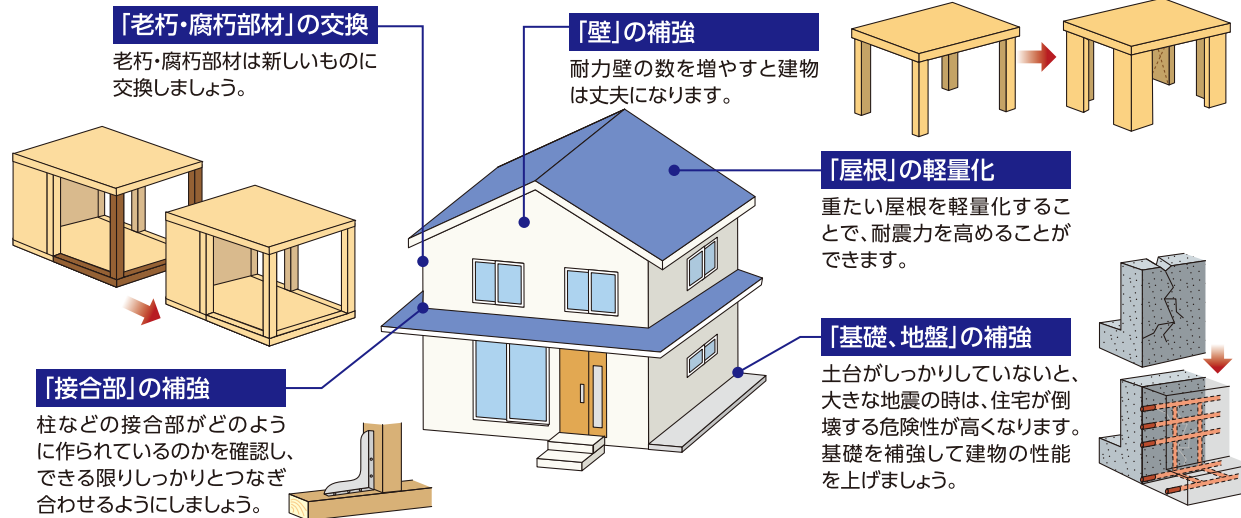 「老朽・腐朽部材」の交換
老朽・腐朽部材は新しいものに
交換しましょう。
「壁」の補強
耐力壁の数を増やすと建物
は丈夫になります。
「屋根」の軽量化
重たい屋根を軽量化するこ
とで、耐震力を高めることが
できます。
「接合部」の補強
柱などの接合部がどのよう
に作られているのかを確認し、
できる限りしっかりとつなぎ
合わせるようにしましょう。
「基礎、地盤」の補強
土台がしっかりしていないと、
大きな地震の時は、住宅が倒
壊する危険性が高くなります。
基礎を補強して建物の性能
を上げましょう。